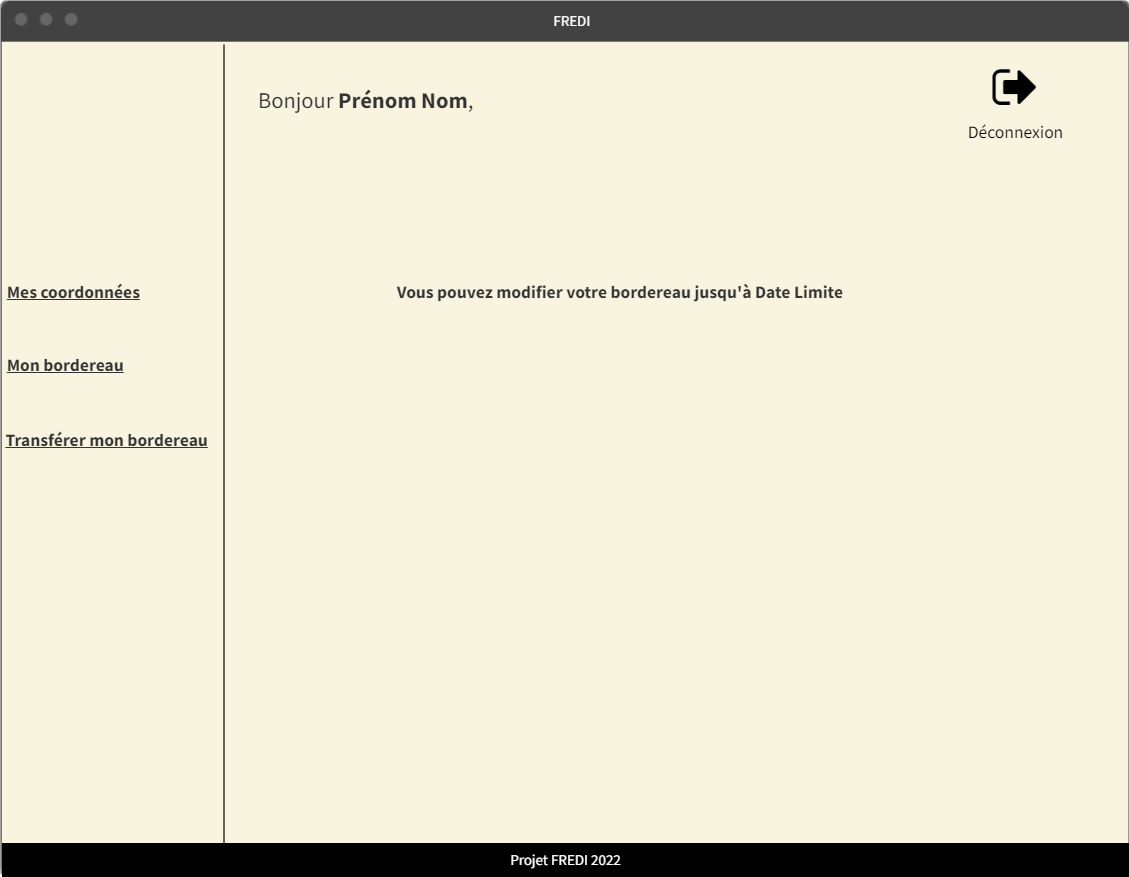 FREDI
Bonjour Prénom Nom,
Déconnexion
Mes coordonnées
Vous pouvez modifier votre bordereau jusqu'à Date Limite
Mon bordereau
Transférer mon bordereau
Projet FREDI 2022